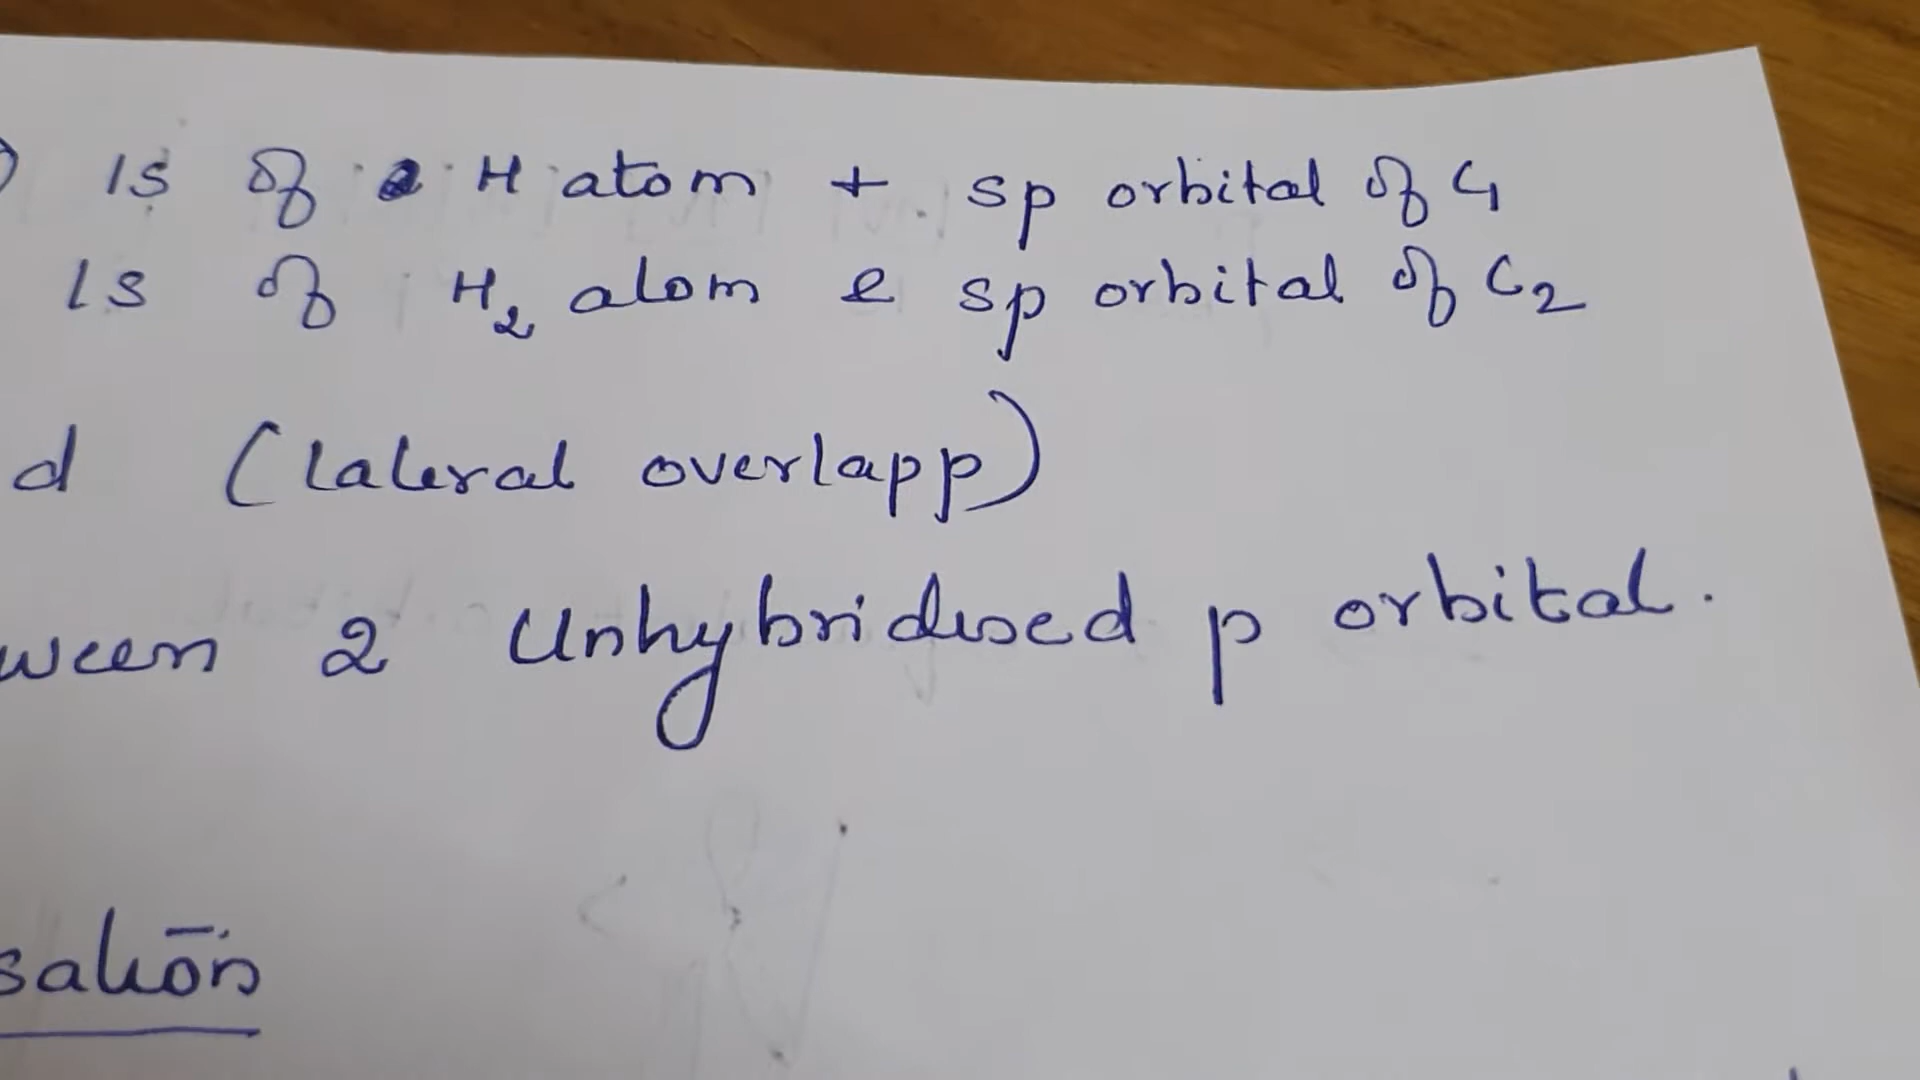 ) 1s of H atom + sp orbital of C1
1s of H2 atom & sp orbital of C2
d (lateral overlapp)
ween 2 Unhybridised p orbital.
sation